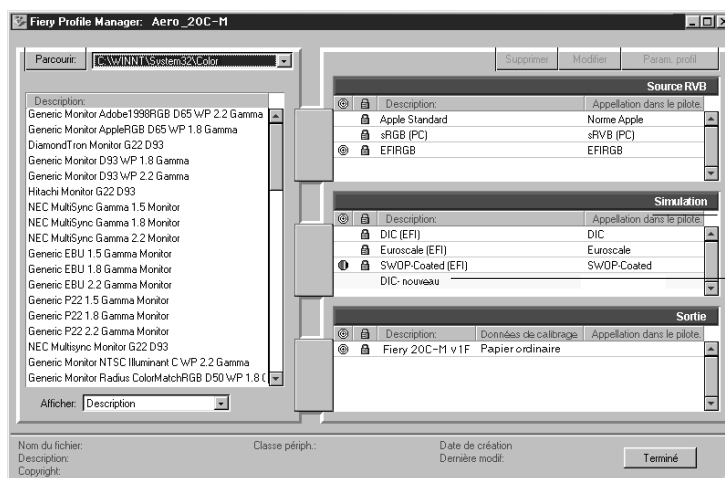 Fiery Profile Manager: Aero_20C-M
Parcourir: C:\WINNT\System32\Color
Description:
Generic Monitor Adobe1998RGB D65 WP 2.2 Gamma
Generic Monitor AppleRGB D65 WP 1.8 Gamma
DiamondTron Monitor G22 D93
Generic Monitor D93 WP 1.8 Gamma
Generic Monitor D93 WP 2.2 Gamma
Hitachi Monitor G22 D93
NEC MultiSync Gamma 1.5 Monitor
NEC MultiSync Gamma 1.8 Monitor
NEC MultiSync Gamma 2.2 Monitor
Generic EBU 1.5 Gamma Monitor
Generic EBU 1.8 Gamma Monitor
Generic EBU 2.2 Gamma Monitor
Generic P22 1.5 Gamma Monitor
Generic P22 1.8 Gamma Monitor
Generic P22 2.2 Gamma Monitor
NEC Multisync Monitor G22 D93
Generic Monitor NTSC Illuminant C WP 2.2 Gamma
Generic Monitor Radius ColorMatchRGB D50 WP 1.8 (
Afficher: Description
Supprimer Modifier Param. profil
Source RVB
Description: Appellation dans le pilote:
Apple Standard Norme Apple
sRGB (PC) sRVB (PC)
EFIRGB EFIRGB
Simulation
Description: Appellation dans le pilote:
DIC (EFI) DIC
Euroscale (EFI) Euroscale
SWOP-Coated (EFI) SWOP-Coated
DIC- nouveau
Sortie
Description: Données de calibrage Appellation dans le pilote:
Fiery 20C-M v1F Papier ordinaire
Nom du fichier: Classe périph.: Date de création
Description: Dernière modif:
Copyright:
Terminé